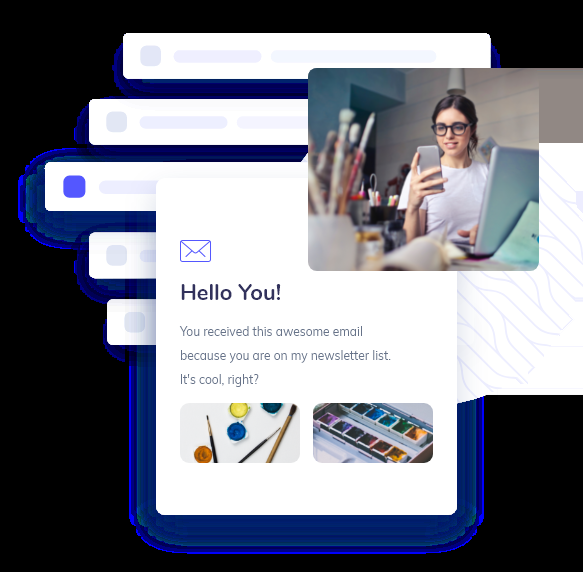 Hello You!
You received this awesome email
because you are on my newsletter list.
It's cool, right?